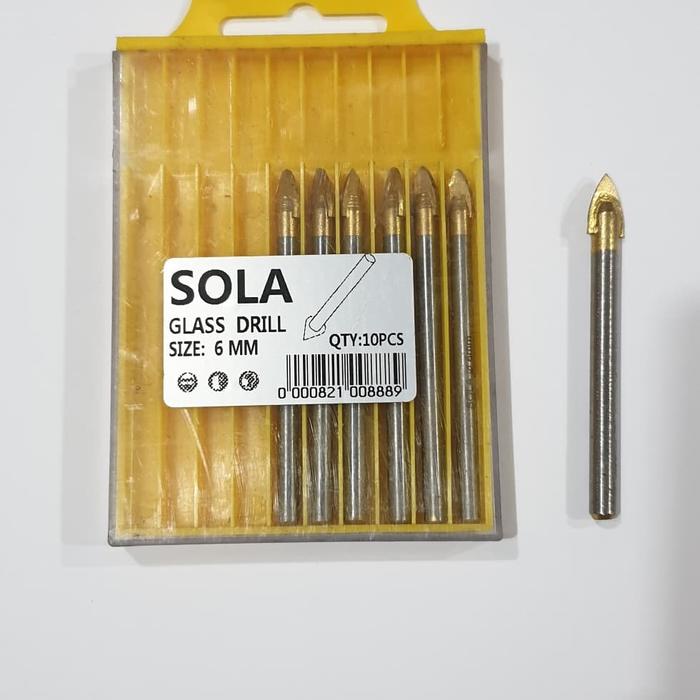 SOLA
GLASS DRILL
SIZE: 6 MM
QTY:10PCS
0 000821 008889